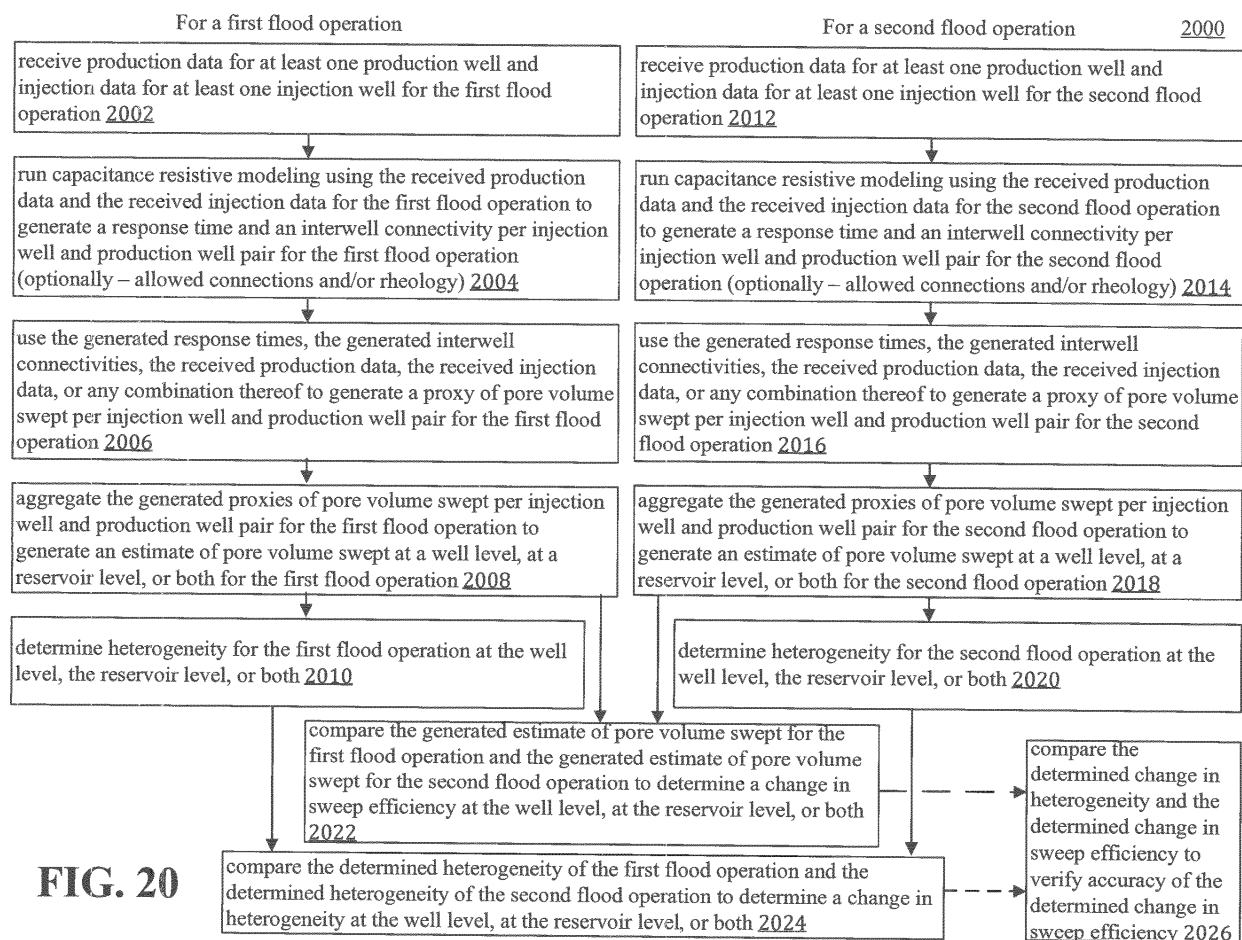 For a first flood operation
receive production data for at least one production well and
injection data for at least one injection well for the first flood
operation 2002
run capacitance resistive modeling using the received production
data and the received injection data for the first flood operation to
generate a response time and an interwell connectivity per injection
well and production well pair for the first flood operation
(optionally – allowed connections and/or rheology) 2004
use the generated response times, the generated interwell
connectivities, the received production data, the received injection
data, or any combination thereof to generate a proxy of pore volume
swept per injection well and production well pair for the first flood
operation 2006
aggregate the generated proxies of pore volume swept per injection
well and production well pair for the first flood operation to
generate an estimate of pore volume swept at a well level, at a
reservoir level, or both for the first flood operation 2008
determine heterogeneity for the first flood operation at the well
level, the reservoir level, or both 2010
For a second flood operation
2000
receive production data for at least one production well and
injection data for at least one injection well for the second flood
operation 2012
run capacitance resistive modeling using the received production
data and the received injection data for the second flood operation
to generate a response time and an interwell connectivity per
injection well and production well pair for the second flood
operation (optionally – allowed connections and/or rheology) 2014
use the generated response times, the generated interwell
connectivities, the received production data, the received injection
data, or any combination thereof to generate a proxy of pore volume
swept per injection well and production well pair for the second
flood operation 2016
aggregate the generated proxies of pore volume swept per injection
well and production well pair for the second flood operation to
generate an estimate of pore volume swept at a well level, at a
reservoir level, or both for the second flood operation 2018
determine heterogeneity for the second flood operation at the
well level, the reservoir level, or both 2020
compare the generated estimate of pore volume swept for the
first flood operation and the generated estimate of pore volume
swept for the second flood operation to determine a change in
sweep efficiency at the well level, at the reservoir level, or both
2022
compare the determined heterogeneity of the first flood operation and the
determined heterogeneity of the second flood operation to determine a change in
heterogeneity at the well level, at the reservoir level, or both 2024
compare the
determined change in
heterogeneity and the
determined change in
sweep efficiency to
verify accuracy of the
determined change in
sweep efficiency 2026
FIG. 20